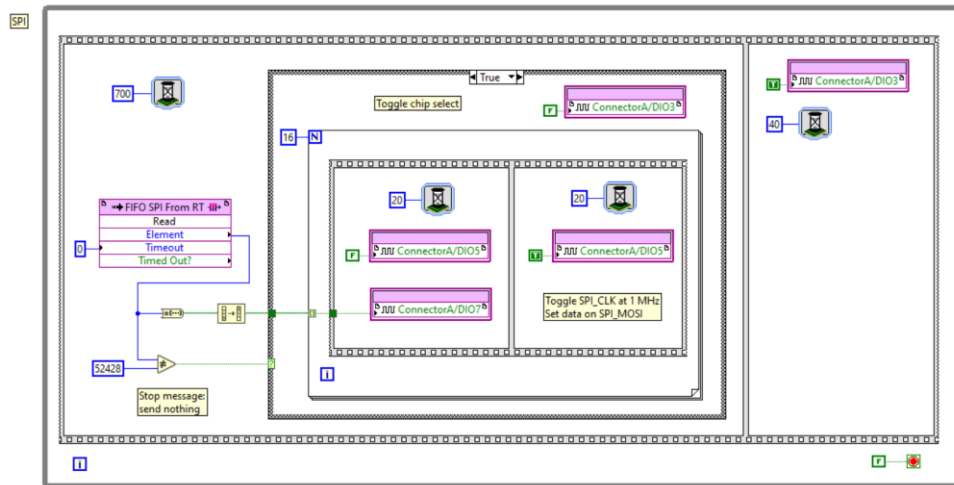 SPI
True
Toggle chip select
F
ConnectorA/DIO3
T
ConnectorA/DIO3
700
40
16
N
20
20
FIFO SPI From RT
Read
Element
0
Timeout
Timed Out?
F
ConnectorA/DIO5
T
ConnectorA/DIO5
ConnectorA/DIO7
Toggle SPI_CLK at 1 MHz
Set data on SPI_MOSI
52428
≠
?
i
Stop message:
send nothing
i
F